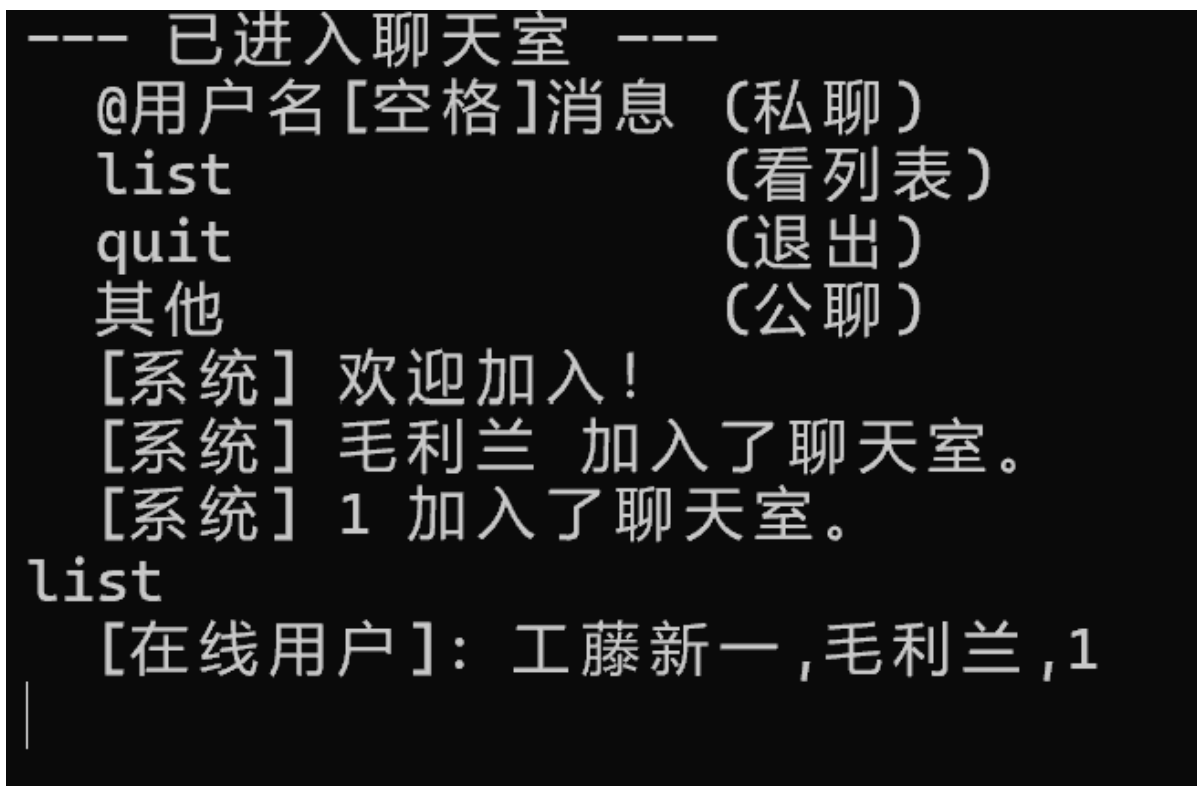 --- 已进入聊天室 ---
@用户名[空格]消息 (私聊)
list (看列表)
quit (退出)
其他 (公聊)
[系统] 欢迎加入!
[系统] 毛利兰 加入了聊天室。
[系统] 1 加入了聊天室。
list
[在线用户]: 工藤新一,毛利兰,1